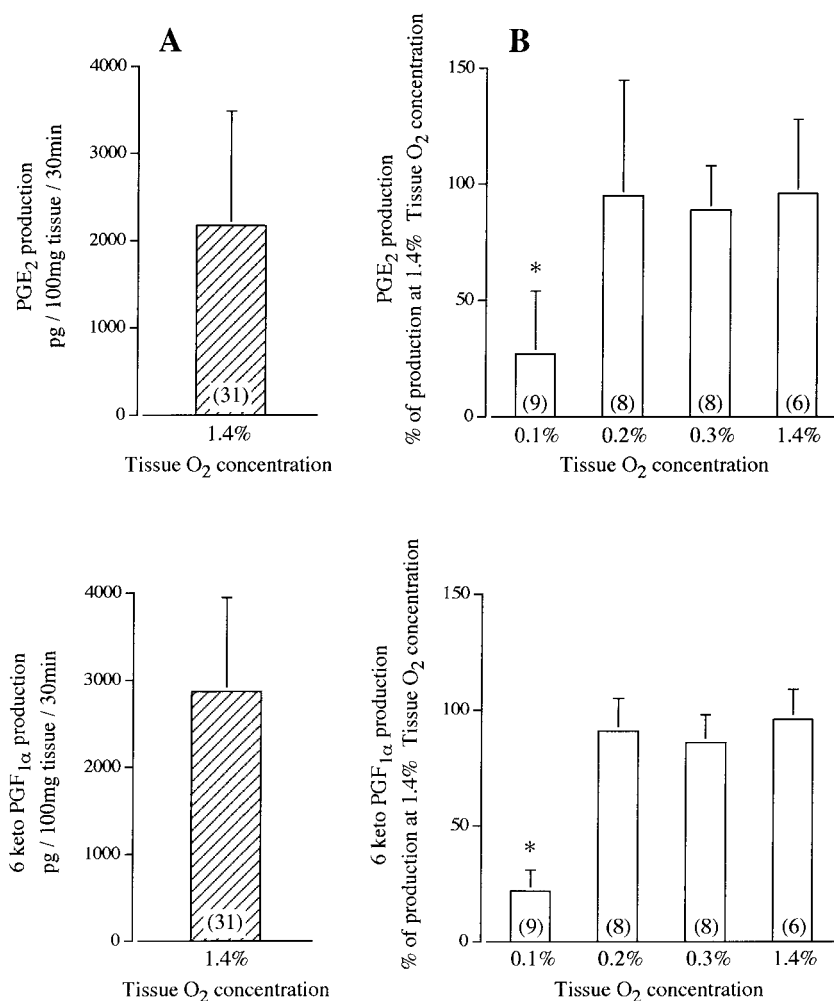 A
PGE2 production
pg / 100mg tissue / 30min
4000
3000
2000
1000
0
(31)
1.4%
Tissue O2 concentration
B
PGE2 production
% of production at 1.4% Tissue O2 concentration
150
100
50
0
*
(9)
(8)
(8)
(6)
0.1%
0.2%
0.3%
1.4%
Tissue O2 concentration
6 keto PGF1α production
pg / 100mg tissue / 30min
4000
3000
2000
1000
0
(31)
1.4%
Tissue O2 concentration
6 keto PGF1α production
% of production at 1.4% Tissue O2 concentration
150
100
50
0
*
(9)
(8)
(8)
(6)
0.1%
0.2%
0.3%
1.4%
Tissue O2 concentration